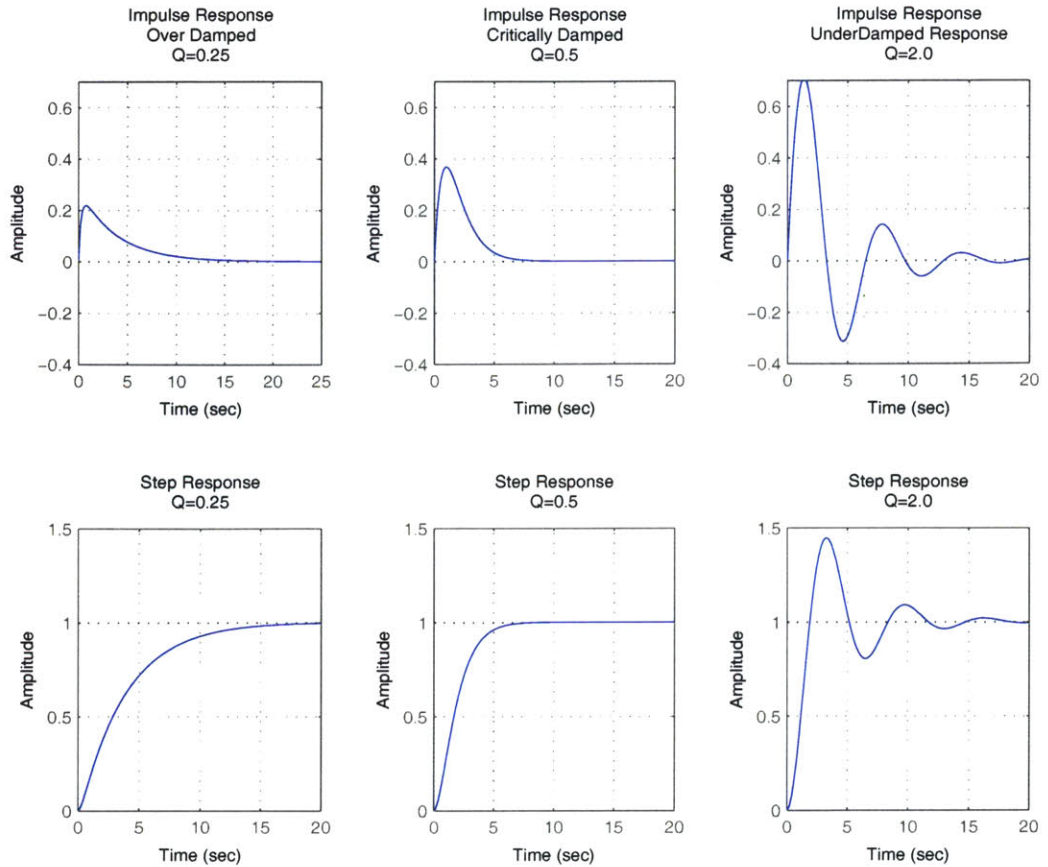 Impulse Response
Over Damped
Q=0.25
0.6
0.4
0.2
0
−0.2
−0.4
Amplitude
0 5 10 15 20 25
Time (sec)
Impulse Response
Critically Damped
Q=0.5
0.6
0.4
0.2
0
−0.2
−0.4
Amplitude
0 5 10 15 20
Time (sec)
Impulse Response
UnderDamped Response
Q=2.0
0.6
0.4
0.2
0
−0.2
−0.4
Amplitude
0 5 10 15 20
Time (sec)
Step Response
Q=0.25
1.5
1
0.5
0
Amplitude
0 5 10 15 20
Time (sec)
Step Response
Q=0.5
1.5
1
0.5
0
Amplitude
0 5 10 15 20
Time (sec)
Step Response
Q=2.0
1.5
1
0.5
0
Amplitude
0 5 10 15 20
Time (sec)